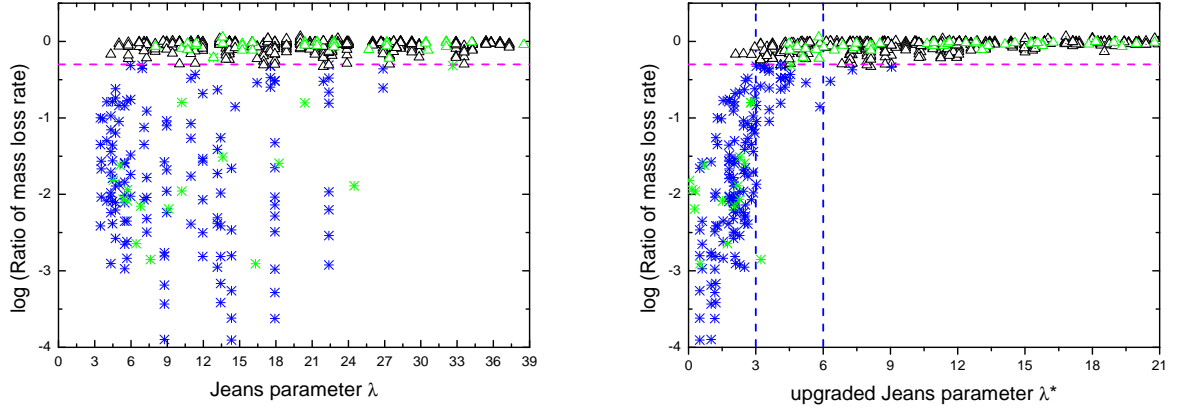 0
-1
-2
-3
-4
0 3 6 9 12 15 18 21 24 27 30 33 36 39
log (Ratio of mass loss rate)
Jeans parameter λ
0
-1
-2
-3
-4
0 3 6 9 12 15 18 21
log (Ratio of mass loss rate)
upgraded Jeans parameter λ*